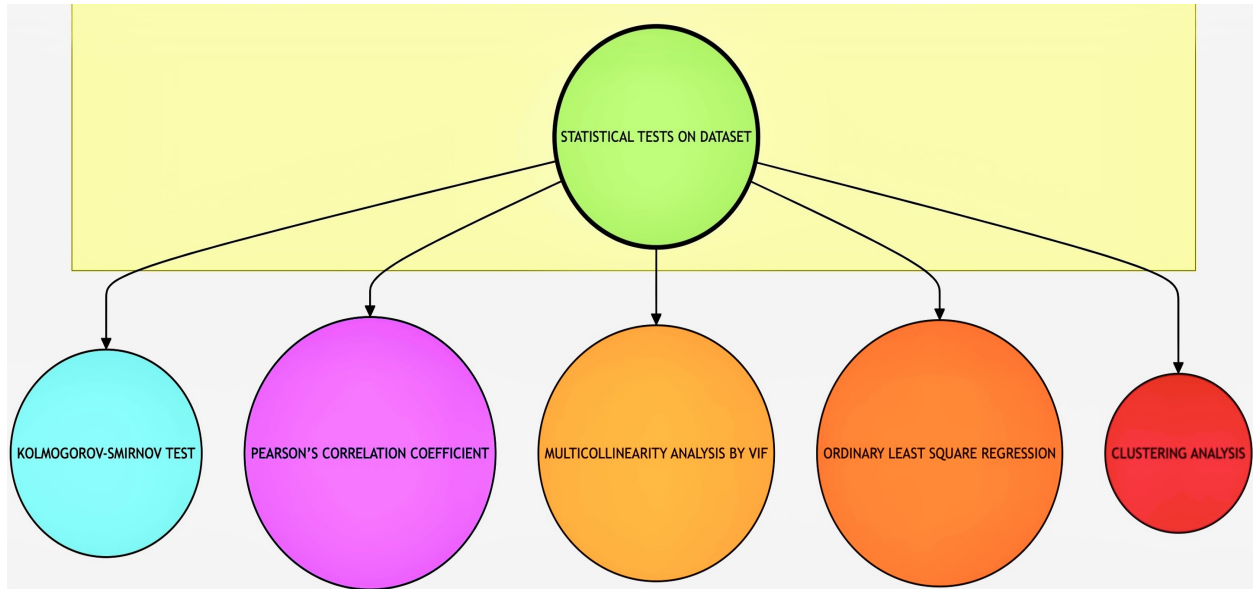 STATISTICAL TESTS ON DATASET
KOLMOGOROV-SMIRNOV TEST
PEARSON'S CORRELATION COEFFICIENT
MULTICOLLINEARITY ANALYSIS BY VIF
ORDINARY LEAST SQUARE REGRESSION
CLUSTERING ANALYSIS